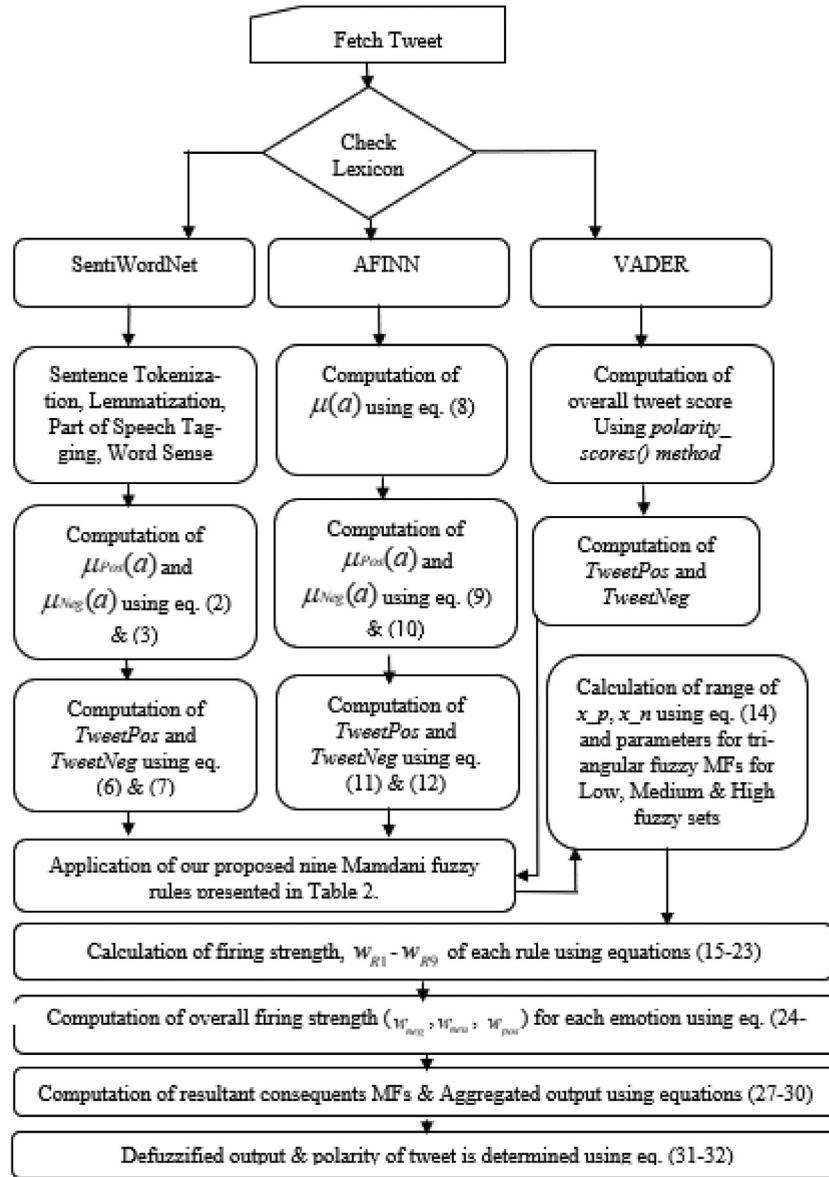 Fetch Tweet
Check
Lexicon
SentiWordNet
AFINN
VADER
Sentence Tokeniza-
tion, Lemmatization,
Part of Speech Tag-
ging, Word Sense
Computation of
μ(a) using eq. (8)
Computation of
overall tweet score
Using polarity_
scores() method
Computation of
μPos(a) and
μNeg(a) using eq. (2)
& (3)
Computation of
μPos(a) and
μNeg(a) using eq. (9)
& (10)
Computation of
TweetPos and
TweetNeg
Computation of
TweetPos and
TweetNeg using eq.
(6) & (7)
Computation of
TweetPos and
TweetNeg using eq.
(11) & (12)
Calculation of range of
x_p, x_n using eq. (14)
and parameters for tri-
angular fuzzy MFs for
Low, Medium & High
fuzzy sets
Application of our proposed nine Mamdani fuzzy
rules presented in Table 2.
Calculation of firing strength, wR1 - wR9 of each rule using equations (15-23)
Computation of overall firing strength (wneg, wneu, wpos) for each emotion using eq. (24-
Computation of resultant consequents MFs & Aggregated output using equations (27-30)
Defuzzified output & polarity of tweet is determined using eq. (31-32)